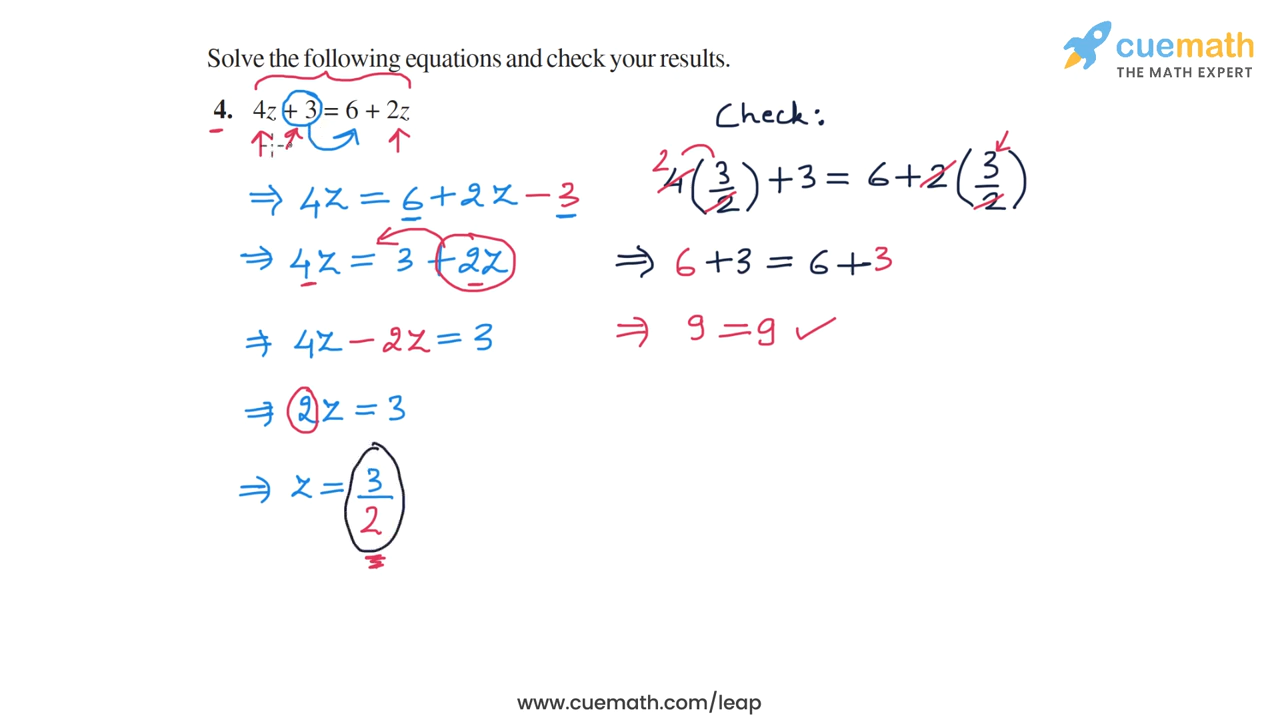 cuemath
THE MATH EXPERT
Solve the following equations and check your results.
4. 4z + 3 = 6 + 2z
⇒ 4z = 6 + 2z - 3
⇒ 4z = 3 + 2z
⇒ 4z - 2z = 3
⇒ 2z = 3
⇒ z = 3/2
Check:
2
4(3/2) + 3 = 6 + 2(3/2)
⇒ 6 + 3 = 6 + 3
⇒ 9 = 9 ✓
www.cuemath.com/leap